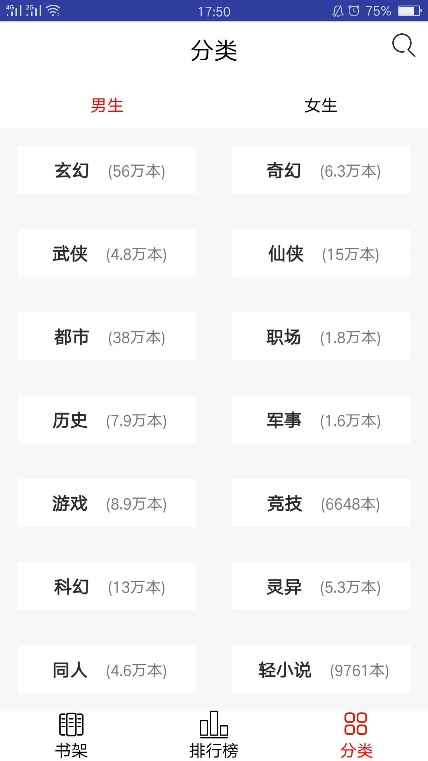 4G 2G 17:50 75%
分类
男生 女生
玄幻 (56万本) 奇幻 (6.3万本)
武侠 (4.8万本) 仙侠 (15万本)
都市 (38万本) 职场 (1.8万本)
历史 (7.9万本) 军事 (1.6万本)
游戏 (8.9万本) 竞技 (6648本)
科幻 (13万本) 灵异 (5.3万本)
同人 (4.6万本) 轻小说 (9761本)
书架 排行榜 分类